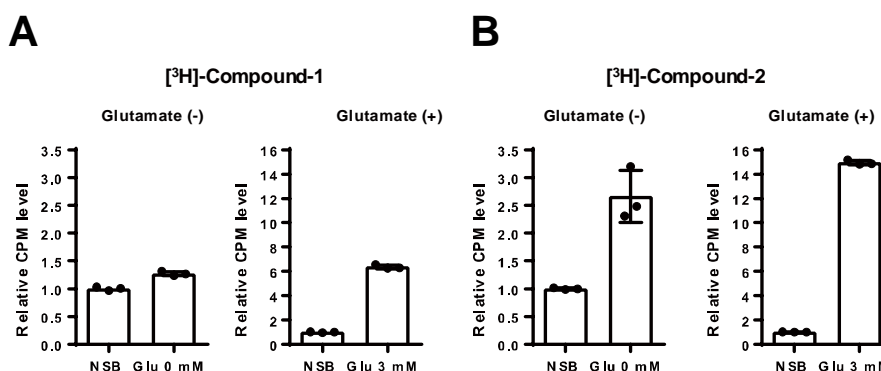 A
B
[³H]-Compound-1
[³H]-Compound-2
Glutamate (-)
Glutamate (+)
Glutamate (-)
Glutamate (+)
Relative CPM level
3.5
3.0
2.5
2.0
1.5
1.0
0.5
0.0
NSB Glu 0 mM
Relative CPM level
16
14
12
10
8
6
4
2
0
NSB Glu 3 mM
Relative CPM level
3.5
3.0
2.5
2.0
1.5
1.0
0.5
0.0
NSB Glu 0 mM
Relative CPM level
16
14
12
10
8
6
4
2
0
NSB Glu 3 mM